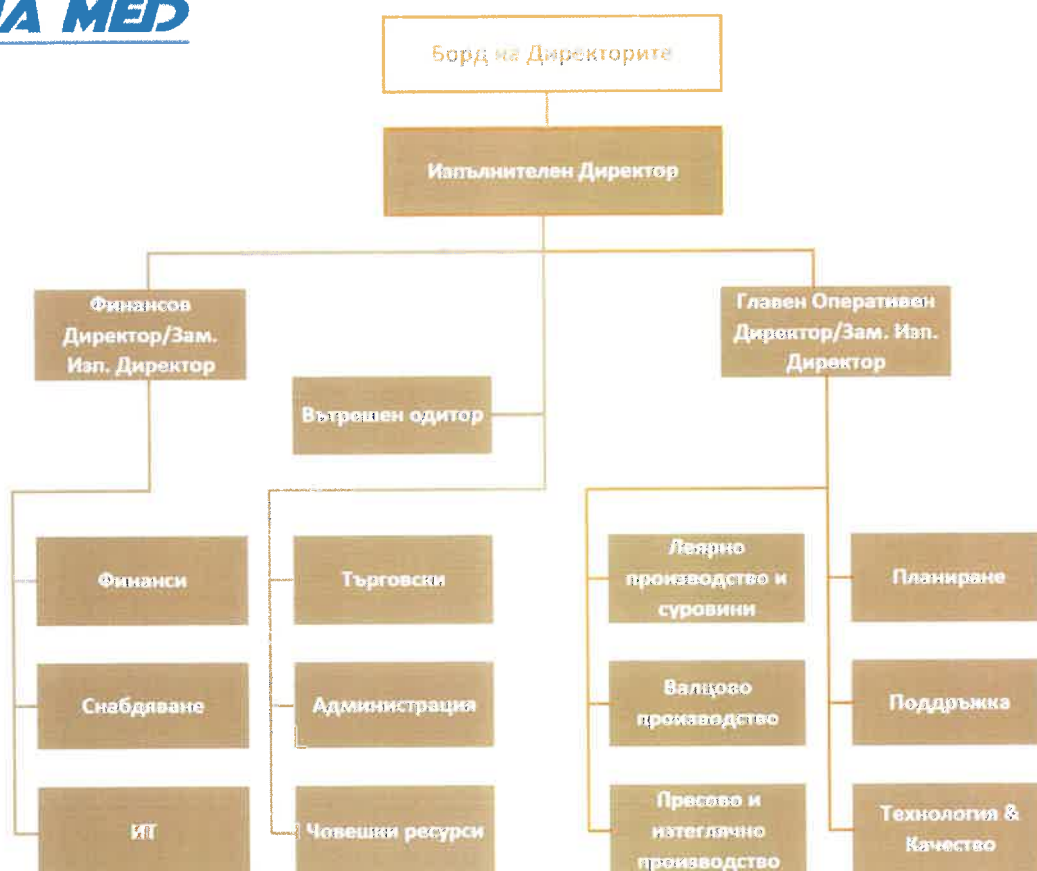 MED
Борд на Директорите
Изпълнителен Директор
Финансов
Директор/Зам.
Изп. Директор
Главен Оперативен
Директор/Зам. Изп.
Директор
Вътрешен одитор
Финанси
Търговски
Леярно
производство и
суровини
Планиране
Снабдяване
Администрация
Валцово
производство
Поддръжка
ИТ
Човешки ресурси
Пресово и
изтеглячно
производство
Технология &
Качество